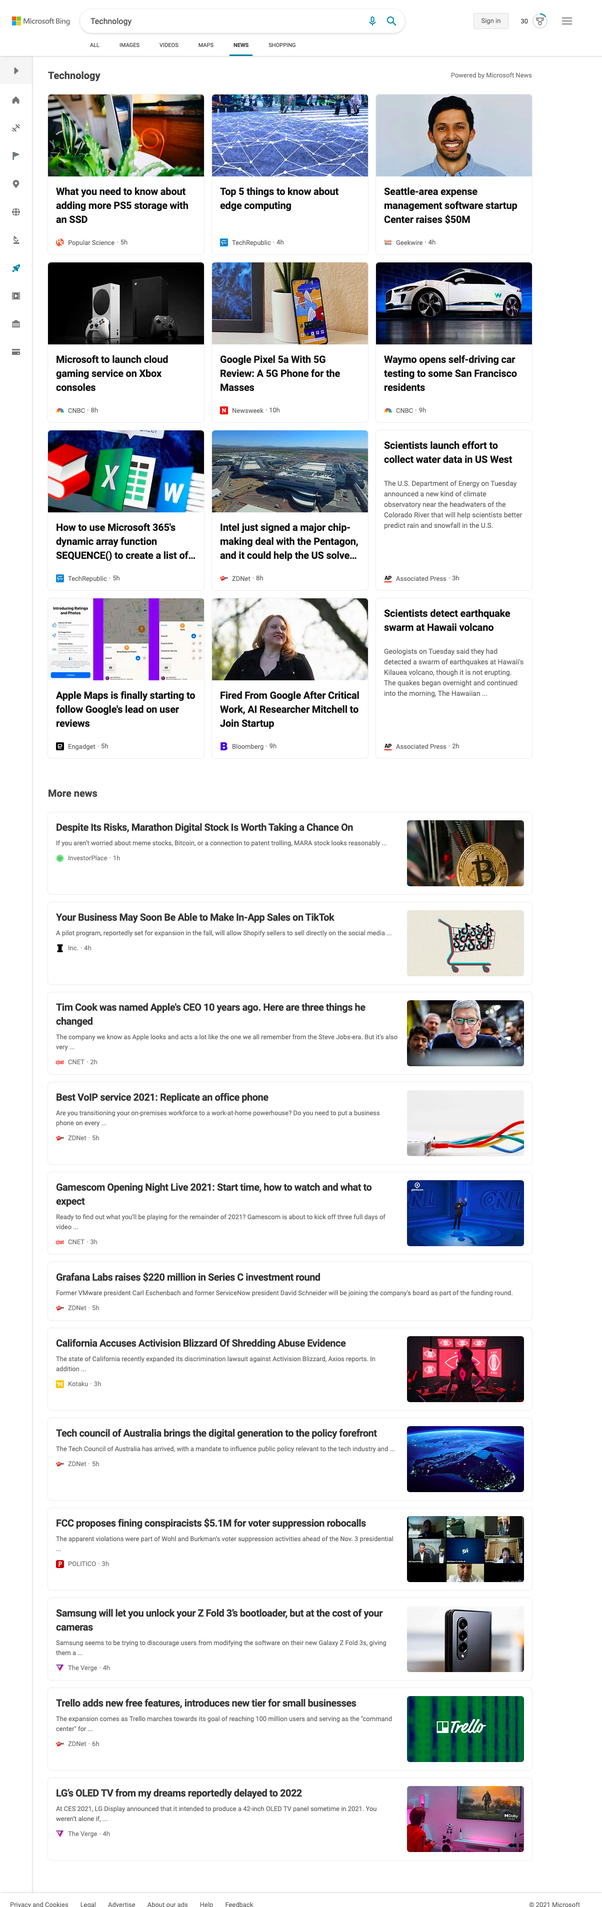 Microsoft Bing
Technology
Sign in
30
ALL
IMAGES
VIDEOS
MAPS
NEWS
SHOPPING
Technology
Powered by Microsoft News
What you need to know about
adding more PS5 storage with
an SSD
Popular Science · 5h
Top 5 things to know about
edge computing
TechRepublic · 4h
Seattle-area expense
management software startup
Center raises $50M
Geekwire · 4h
Microsoft to launch cloud
gaming service on Xbox
consoles
CNBC · 8h
Google Pixel 5a With 5G
Review: A 5G Phone for the
Masses
Newsweek · 10h
Waymo opens self-driving car
testing to some San Francisco
residents
CNBC · 9h
How to use Microsoft 365's
dynamic array function
SEQUENCE() to create a list of...
TechRepublic · 5h
Intel just signed a major chip-
making deal with the Pentagon,
and it could help the US solve...
ZDNet · 8h
Scientists launch effort to
collect water data in US West
The U.S. Department of Energy on Tuesday
announced a new kind of climate
observatory near the headwaters of the
Colorado River that will help scientists better
predict rain and snowfall in the U.S.
Associated Press · 3h
Introducing Ratings
and Photos
Apple Maps is finally starting to
follow Google's lead on user
reviews
Engadget · 5h
Fired From Google After Critical
Work, AI Researcher Mitchell to
Join Startup
Bloomberg · 9h
Scientists detect earthquake
swarm at Hawaii volcano
Geologists on Tuesday said they had
detected a swarm of earthquakes at Hawaii's
Kilauea volcano, though it is not erupting.
The quakes began overnight and continued
into the morning, The Hawaiian ...
Associated Press · 2h
More news
Despite Its Risks, Marathon Digital Stock Is Worth Taking a Chance On
If you aren't worried about meme stocks, Bitcoin, or a connection to patent trolling, MARA stock looks reasonably ...
InvestorPlace · 1h
Your Business May Soon Be Able to Make In-App Sales on TikTok
A pilot program, reportedly set for expansion in the fall, will allow Shopify sellers to sell directly on the social media ...
Inc. · 4h
Tim Cook was named Apple's CEO 10 years ago. Here are three things he
changed
The company we know as Apple looks and acts a lot like the one we all remember from the Steve Jobs-era. But it's also
very ...
CNET · 2h
Best VoIP service 2021: Replicate an office phone
Are you transitioning your on-premises workforce to a work-at-home powerhouse? Do you need to put a business
phone on every ...
ZDNet · 5h
Gamescom Opening Night Live 2021: Start time, how to watch and what to
expect
Ready to find out what you'll be playing for the remainder of 2021? Gamescom is about to kick off three full days of
video ...
CNET · 3h
Grafana Labs raises $220 million in Series C investment round
Former VMware president Carl Eschenbach and former ServiceNow president David Schneider will be joining the company's board as part of the funding round.
ZDNet · 5h
California Accuses Activision Blizzard Of Shredding Abuse Evidence
The state of California recently expanded its discrimination lawsuit against Activision Blizzard, Axios reports. In
addition ...
Kotaku · 3h
Tech council of Australia brings the digital generation to the policy forefront
The Tech Council of Australia has arrived, with a mandate to influence public policy relevant to the tech industry and ...
ZDNet · 5h
FCC proposes fining conspiracists $5.1M for voter suppression robocalls
The apparent violations were part of Wohl and Burkman's voter suppression activities ahead of the Nov. 3 presidential
...
POLITICO · 3h
Samsung will let you unlock your Z Fold 3's bootloader, but at the cost of your
cameras
Samsung seems to be trying to discourage users from modifying the software on their new Galaxy Z Fold 3s, giving
them a ...
The Verge · 4h
Trello adds new free features, introduces new tier for small businesses
The expansion comes as Trello marches towards its goal of reaching 100 million users and serving as the "command
center" for ...
ZDNet · 6h
Trello
LG's OLED TV from my dreams reportedly delayed to 2022
At CES 2021, LG Display announced that it intended to produce a 42-inch OLED TV panel sometime in 2021. You
weren't alone if, ...
The Verge · 4h
Privacy and Cookies
Legal
Advertise
About our ads
Help
Feedback
© 2021 Microsoft